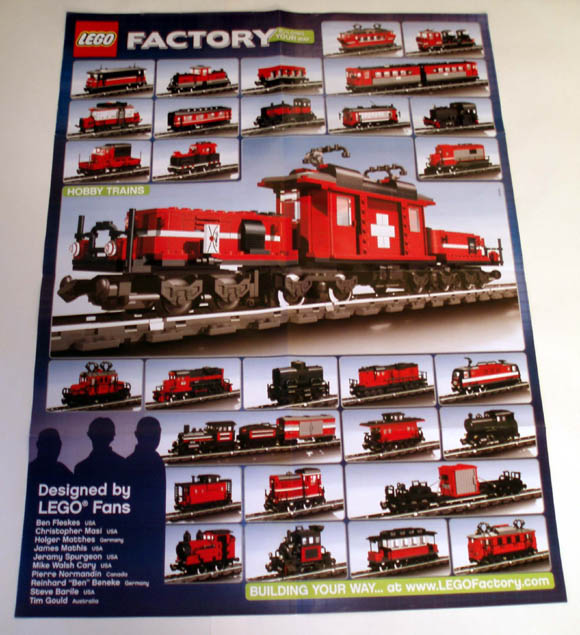 LEGO FACTORY
YOUR WAY
HOBBY TRAINS
Designed by
LEGO® Fans
Ben Fleskes USA
Christopher Masi USA
Holger Matthes Germany
James Mathis USA
Jeramy Spurgeon USA
Mike Walsh Cary USA
Pierre Normandin Canada
Reinhard "Ben" Beneke Germany
Steve Barile USA
Tim Gould Australia
BUILDING YOUR WAY... at www.LEGOFactory.com